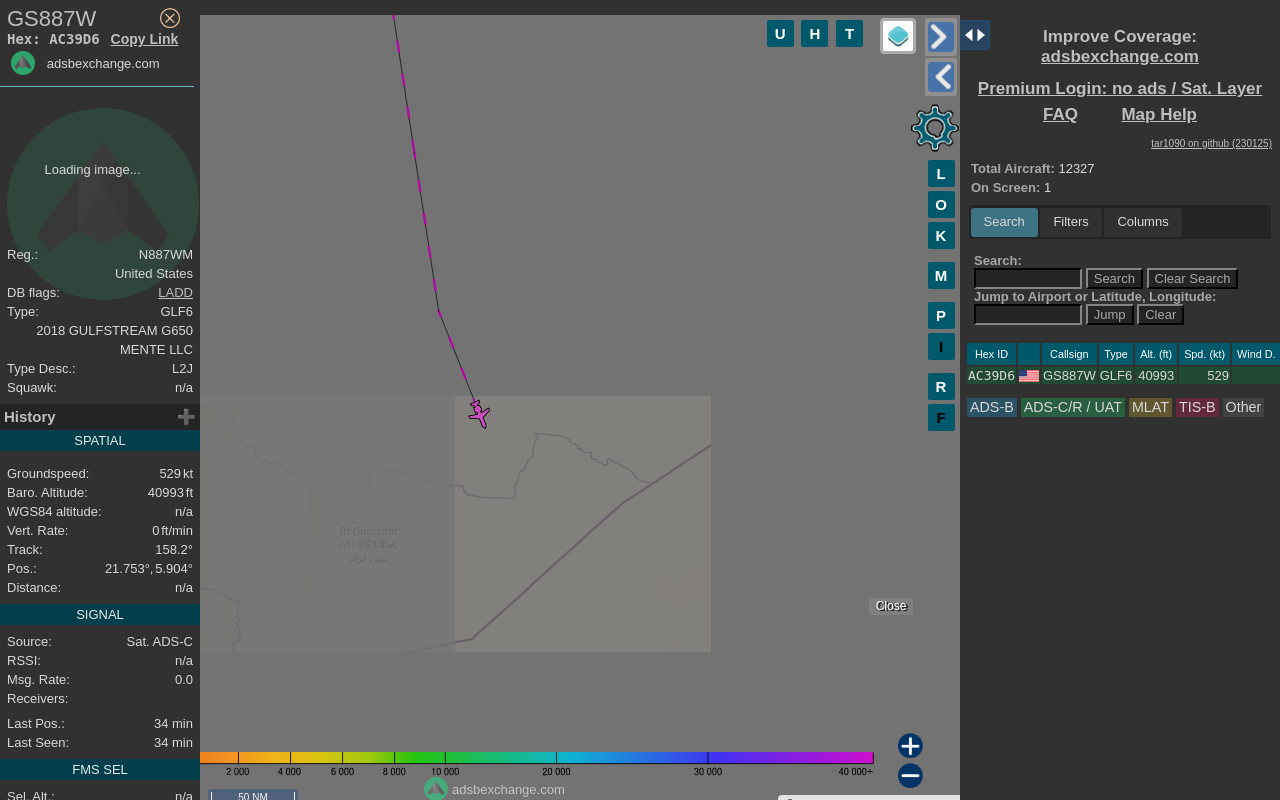 GS887W
Hex: AC39D6 Copy Link
adsbexchange.com
Loading image...
Reg.: N887WM
United States
DB flags: LADD
Type: GLF6
2018 GULFSTREAM G650
MENTE LLC
Type Desc.: L2J
Squawk: n/a
History
SPATIAL
Groundspeed: 529 kt
Baro. Altitude: 40993 ft
WGS84 altitude: n/a
Vert. Rate: 0 ft/min
Track: 158.2°
Pos.: 21.753°, 5.904°
Distance: n/a
SIGNAL
Source: Sat. ADS-C
RSSI: n/a
Msg. Rate: 0.0
Receivers:
Last Pos.: 34 min
Last Seen: 34 min
FMS SEL
Sel. Alt.: n/a
U H T
L
O
K
M
P
I
R
F
In Guezzam
عين قزام
Close
2 000 4 000 6 000 8 000 10 000 20 000 30 000 40 000+
50 NM
adsbexchange.com
Improve Coverage:
adsbexchange.com
Premium Login: no ads / Sat. Layer
FAQ Map Help
tar1090 on github (230125)
Total Aircraft: 12327
On Screen: 1
Search Filters Columns
Search:
Search Clear Search
Jump to Airport or Latitude, Longitude:
Jump Clear
Hex ID Callsign Type Alt. (ft) Spd. (kt) Wind D.
AC39D6 GS887W GLF6 40993 529
ADS-B ADS-C/R / UAT MLAT TIS-B Other